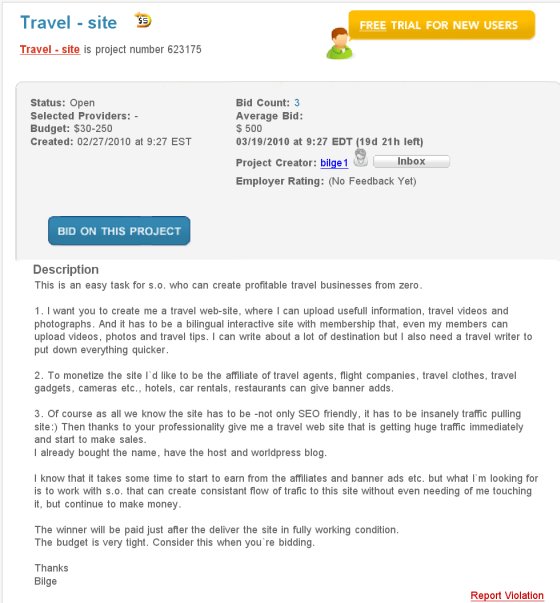 Travel - site
$$
FREE TRIAL FOR NEW USERS
Travel - site is project number 623175
Status: Open
Selected Providers: -
Budget: $30-250
Created: 02/27/2010 at 9:27 EST
Bid Count: 3
Average Bid:
$ 500
03/19/2010 at 9:27 EDT (19d 21h left)
Project Creator: bilge1 Inbox
Employer Rating: (No Feedback Yet)
BID ON THIS PROJECT
Description
This is an easy task for s.o. who can create profitable travel businesses from zero.
1. I want you to create me a travel web-site, where I can upload usefull information, travel videos and
photographs. And it has to be a bilingual interactive site with membership that, even my members can
upload videos, photos and travel tips. I can write about a lot of destination but I also need a travel writer to
put down everything quicker.
2. To monetize the site I`d like to be the affiliate of travel agents, flight companies, travel clothes, travel
gadgets, cameras etc., hotels, car rentals, restaurants can give banner adds.
3. Of course as all we know the site has to be -not only SEO friendly, it has to be insanely traffic pulling
site:) Then thanks to your professionality give me a travel web site that is getting huge traffic immediately
and start to make sales.
I already bought the name, have the host and worldpress blog.
I know that it takes some time to start to earn from the affiliates and banner ads etc. but what I`m looking for
is to work with s.o. that can create consistant flow of trafic to this site without even needing of me touching
it, but continue to make money.
The winner will be paid just after the deliver the site in fully working condition.
The budget is very tight. Consider this when you`re bidding.
Thanks
Bilge
Report Violation